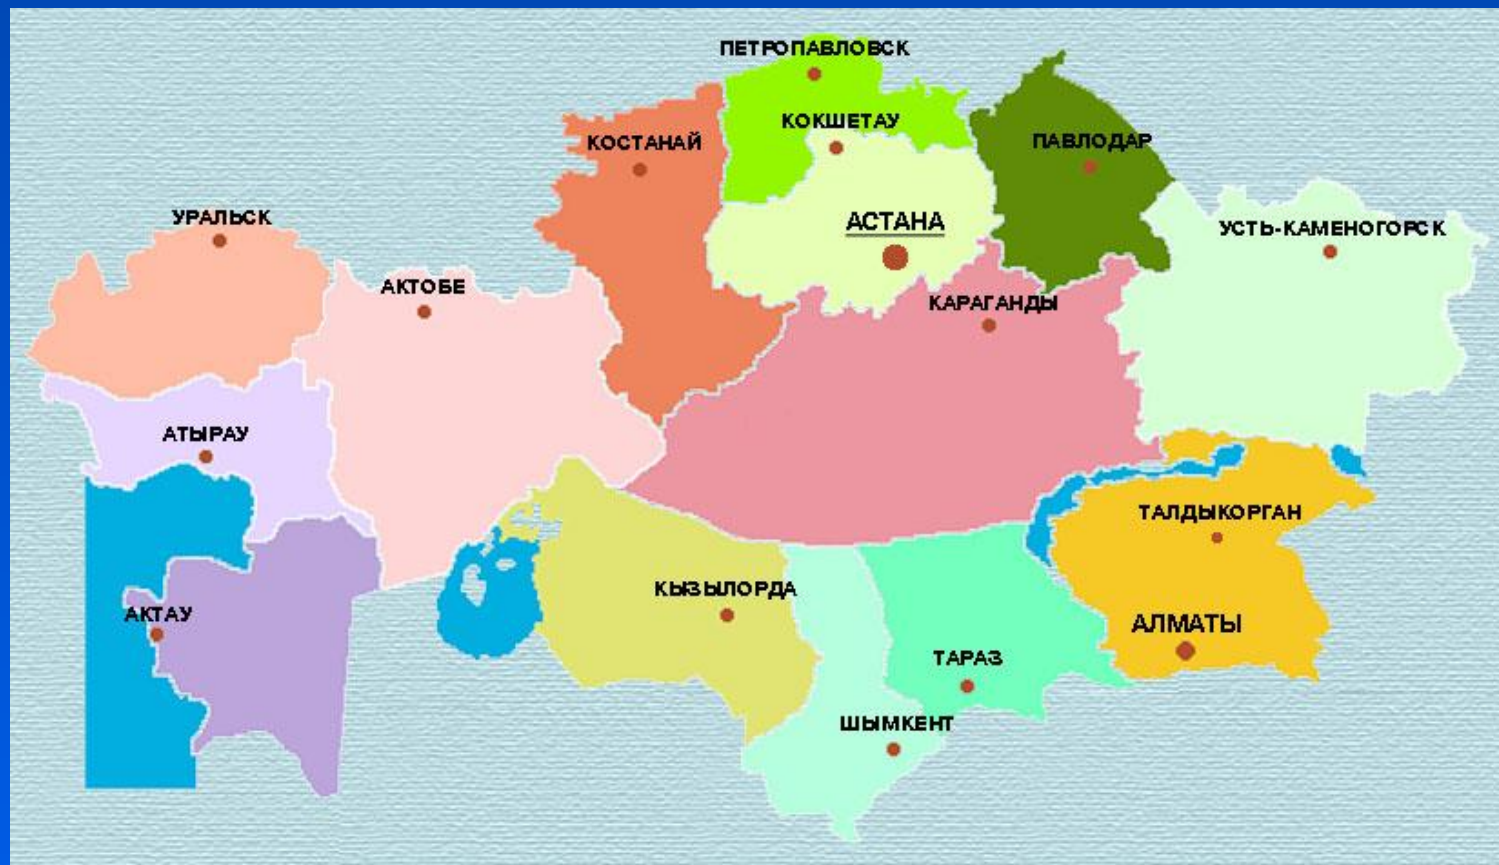 ПЕТРОПАВЛОВСК
КОКШЕТАУ
КОСТАНАЙ
ПАВЛОДАР
УРАЛЬСК
АСТАНА
УСТЬ-КАМЕНОГОРСК
АКТОБЕ
КАРАГАНДЫ
АТЫРАУ
ТАЛДЫКОРГАН
КЫЗЫЛОРДА
АКТАУ
АЛМАТЫ
ТАРАЗ
ШЫМКЕНТ